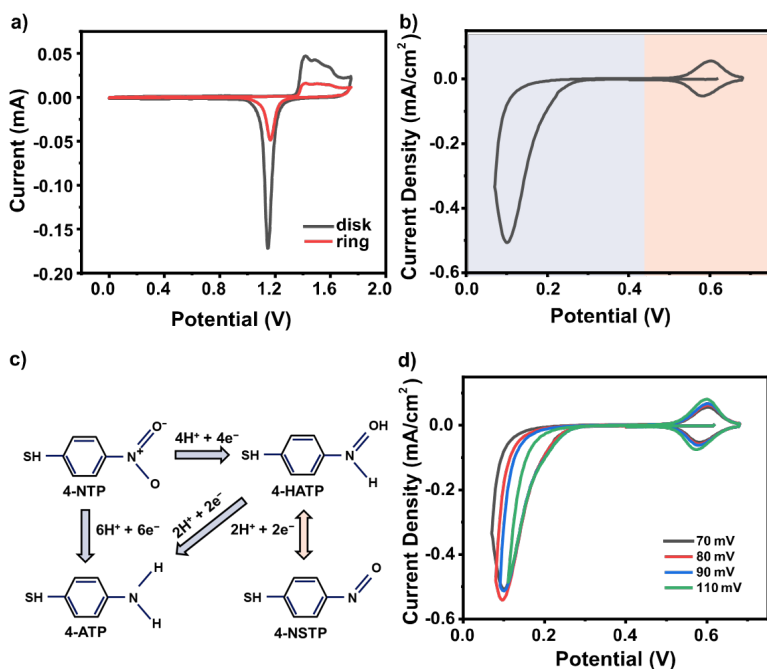 a)
Current (mA)
0.05
0.00
-0.05
-0.10
-0.15
-0.20
disk
ring
0.0
0.4
0.8
1.2
1.6
2.0
Potential (V)
b)
Current Density (mA/cm²)
0.0
-0.2
-0.4
-0.6
0.0
0.2
0.4
0.6
Potential (V)
c)
SH
N⁺
O⁻
O
4-NTP
4H⁺ + 4e⁻
SH
N
OH
H
4-HATP
6H⁺ + 6e⁻
2H⁺ + 2e⁻
2H⁺ + 2e⁻
SH
N
H
H
4-ATP
SH
N
O
4-NSTP
d)
Current Density (mA/cm²)
0.0
-0.2
-0.4
-0.6
70 mV
80 mV
90 mV
110 mV
0.0
0.2
0.4
0.6
Potential (V)